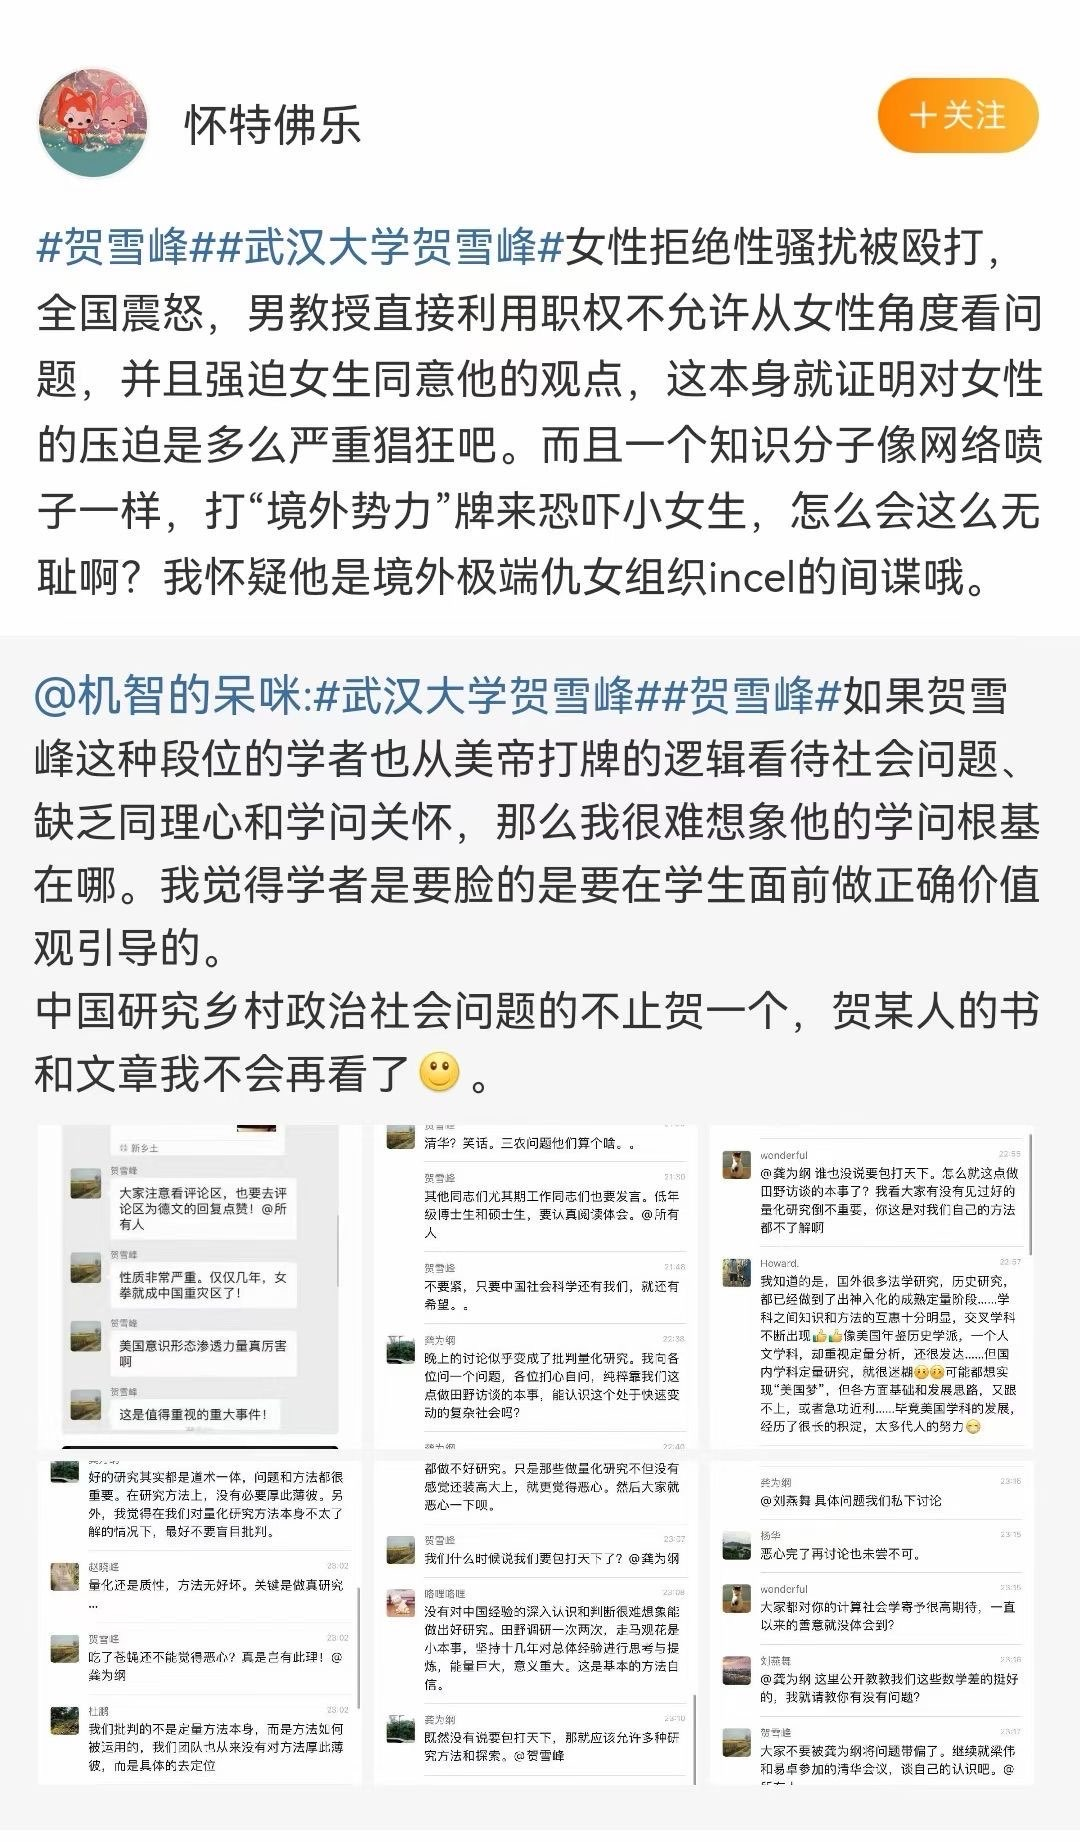 怀特佛乐
＋关注
#贺雪峰##武汉大学贺雪峰#女性拒绝性骚扰被殴打，
全国震怒，男教授直接利用职权不允许从女性角度看问
题，并且强迫女生同意他的观点，这本身就证明对女性
的压迫是多么严重猖狂吧。而且一个知识分子像网络喷
子一样，打“境外势力”牌来恐吓小女生，怎么会这么无
耻啊？我怀疑他是境外极端仇女组织incel的间谍哦。
@机智的呆咪:#武汉大学贺雪峰##贺雪峰#如果贺雪
峰这种段位的学者也从美帝打牌的逻辑看待社会问题、
缺乏同理心和学问关怀，那么我很难想象他的学问根基
在哪。我觉得学者是要脸的是要在学生面前做正确价值
观引导的。
中国研究乡村政治社会问题的不止贺一个，贺某人的书
和文章我不会再看了🙂。
新乡土
贺雪峰
大家注意看评论区，也要去评
论区为德文的回复点赞！@所
有人
贺雪峰
性质非常严重。仅仅几年，女
拳就成中国重灾区了！
贺雪峰
美国意识形态渗透力量真厉害
啊
贺雪峰
这是值得重视的重大事件！
贺雪峰
清华？笑话。三农问题他们算个啥。。
贺雪峰 21:30
其他同志们尤其期工作同志们也要发言。低年
级博士生和硕士生，要认真阅读体会。@所有
人
贺雪峰 21:48
不要紧，只要中国社会科学还有我们，就还有
希望。。
龚为纲 22:38
晚上的讨论似乎变成了批判量化研究。我向各
位问一个问题，各位扪心自问，纯粹靠我们这
点做田野访谈的本事，能认识这个处于快速变
动的复杂社会吗？
龚为纲 22:40
wonderful 22:55
@龚为纲 谁也没说要包打天下。怎么就这点做
田野访谈的本事了？我看大家有没有见过好的
量化研究倒不重要，你这是对我们自己的方法
都不了解啊
Howard. 22:57
我知道的是，国外很多法学研究，历史研究，
都已经做到了出神入化的成熟定量阶段……学
科之间知识和方法的互惠十分明显，交叉学科
不断出现👍👍像美国年鉴历史学派，一个人
文学科，却重视定量分析，还很发达……但国
内学科定量研究，就很迷糊可能都想实
现“美国梦”，但各方面基础和发展思路，又跟
不上，或者急功近利……毕竟美国学科的发展，
经历了很长的积淀，太多代人的努力
龚为纲
好的研究其实都是道术一体，问题和方法都很
重要。在研究方法上，没有必要厚此薄彼。另
外，我觉得在我们对量化研究方法本身不太了
解的情况下，最好不要盲目批判。
赵晓峰 23:02
量化还是质性，方法无好坏。关键是做真研究
...
贺雪峰 23:02
吃了苍蝇还不能觉得恶心？真是岂有此理！@
龚为纲
杜鹏 23:02
我们批判的不是定量方法本身，而是方法如何
被运用的，我们团队也从来没有对方法厚此薄
彼，而是具体的去定位
都做不好研究。只是那些做量化研究不但没有
感觉还装高大上，就更觉得恶心。然后大家就
恶心一下呗。
贺雪峰 23:07
我们什么时候说我们要包打天下了？@龚为纲
咯哩咯哩 23:08
没有对中国经验的深入认识和判断很难想象能
做出好研究。田野调研一次两次，走马观花是
小本事，坚持十几年对总体经验进行思考与提
炼，能量巨大，意义重大。这是基本的方法自
信。
龚为纲 23:10
既然没有说要包打天下，那就应该允许多种研
究方法和探索。@贺雪峰
龚为纲 23:16
@刘燕舞 具体问题我们私下讨论
杨华 23:15
恶心完了再讨论也未尝不可。
wonderful 23:15
大家都对你的计算社会学寄予很高期待，一直
以来的善意就没体会到？
刘燕舞 23:16
@龚为纲 这里公开教教我们这些数学差的挺好
的，我就请教你有没有问题？
贺雪峰 23:17
大家不要被龚为纲将问题带偏了。继续就梁伟
和易卓参加的清华会议，谈自己的认识吧。@
所有人